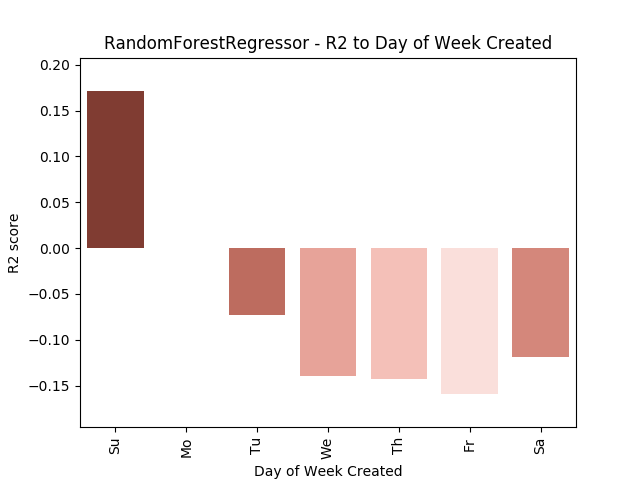 RandomForestRegressor - R2 to Day of Week Created
0.20
0.15
0.10
0.05
0.00
−0.05
−0.10
−0.15
R2 score
Su
Mo
Tu
We
Th
Fr
Sa
Day of Week Created